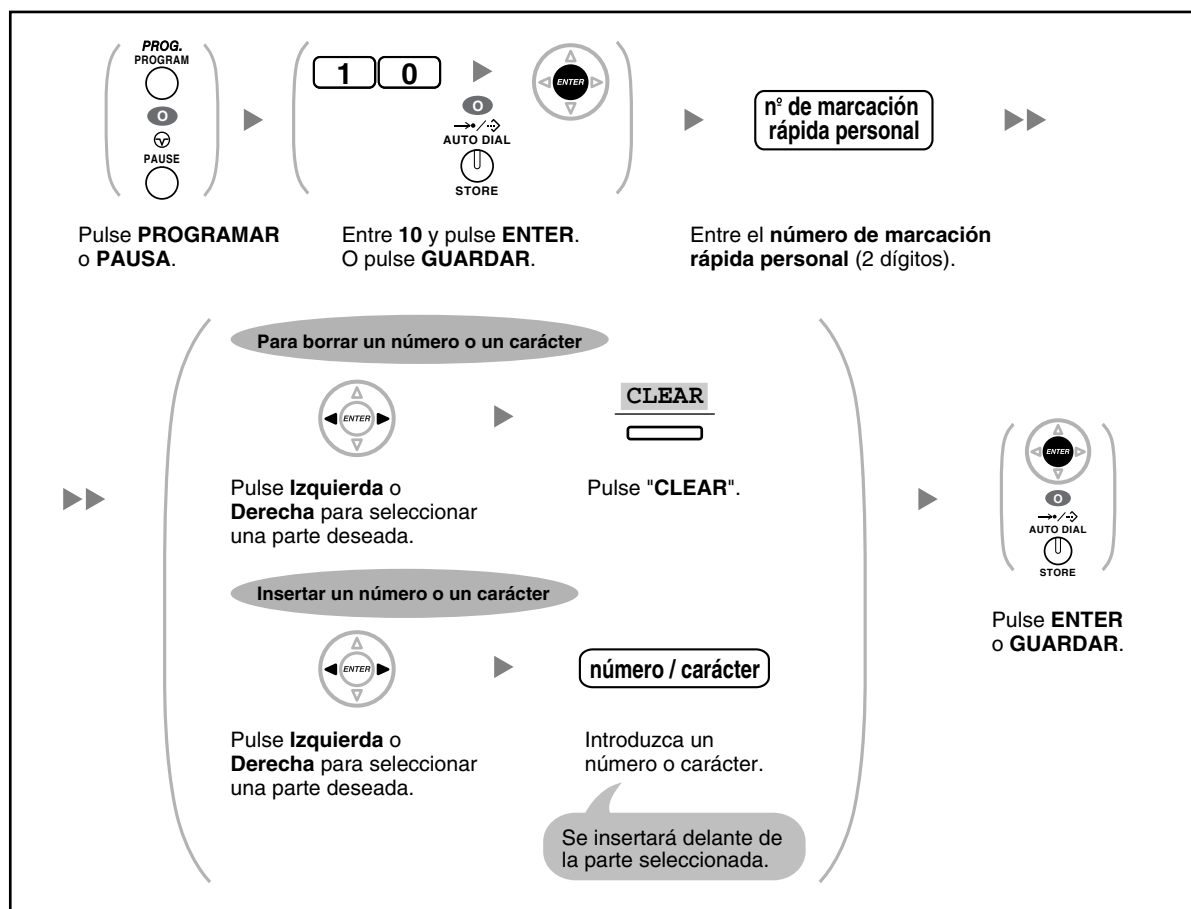 PROG.
PROGRAM
O
PAUSE
1 0
ENTER
O
AUTO DIAL
STORE
nº de marcación
rápida personal
Pulse PROGRAMAR
o PAUSA.
Entre 10 y pulse ENTER.
O pulse GUARDAR.
Entre el número de marcación
rápida personal (2 dígitos).
Para borrar un número o un carácter
ENTER
CLEAR
Pulse Izquierda o
Derecha para seleccionar
una parte deseada.
Pulse "CLEAR".
Insertar un número o un carácter
ENTER
número / carácter
Pulse Izquierda o
Derecha para seleccionar
una parte deseada.
Introduzca un
número o carácter.
Se insertará delante de
la parte seleccionada.
ENTER
O
AUTO DIAL
STORE
Pulse ENTER
o GUARDAR.